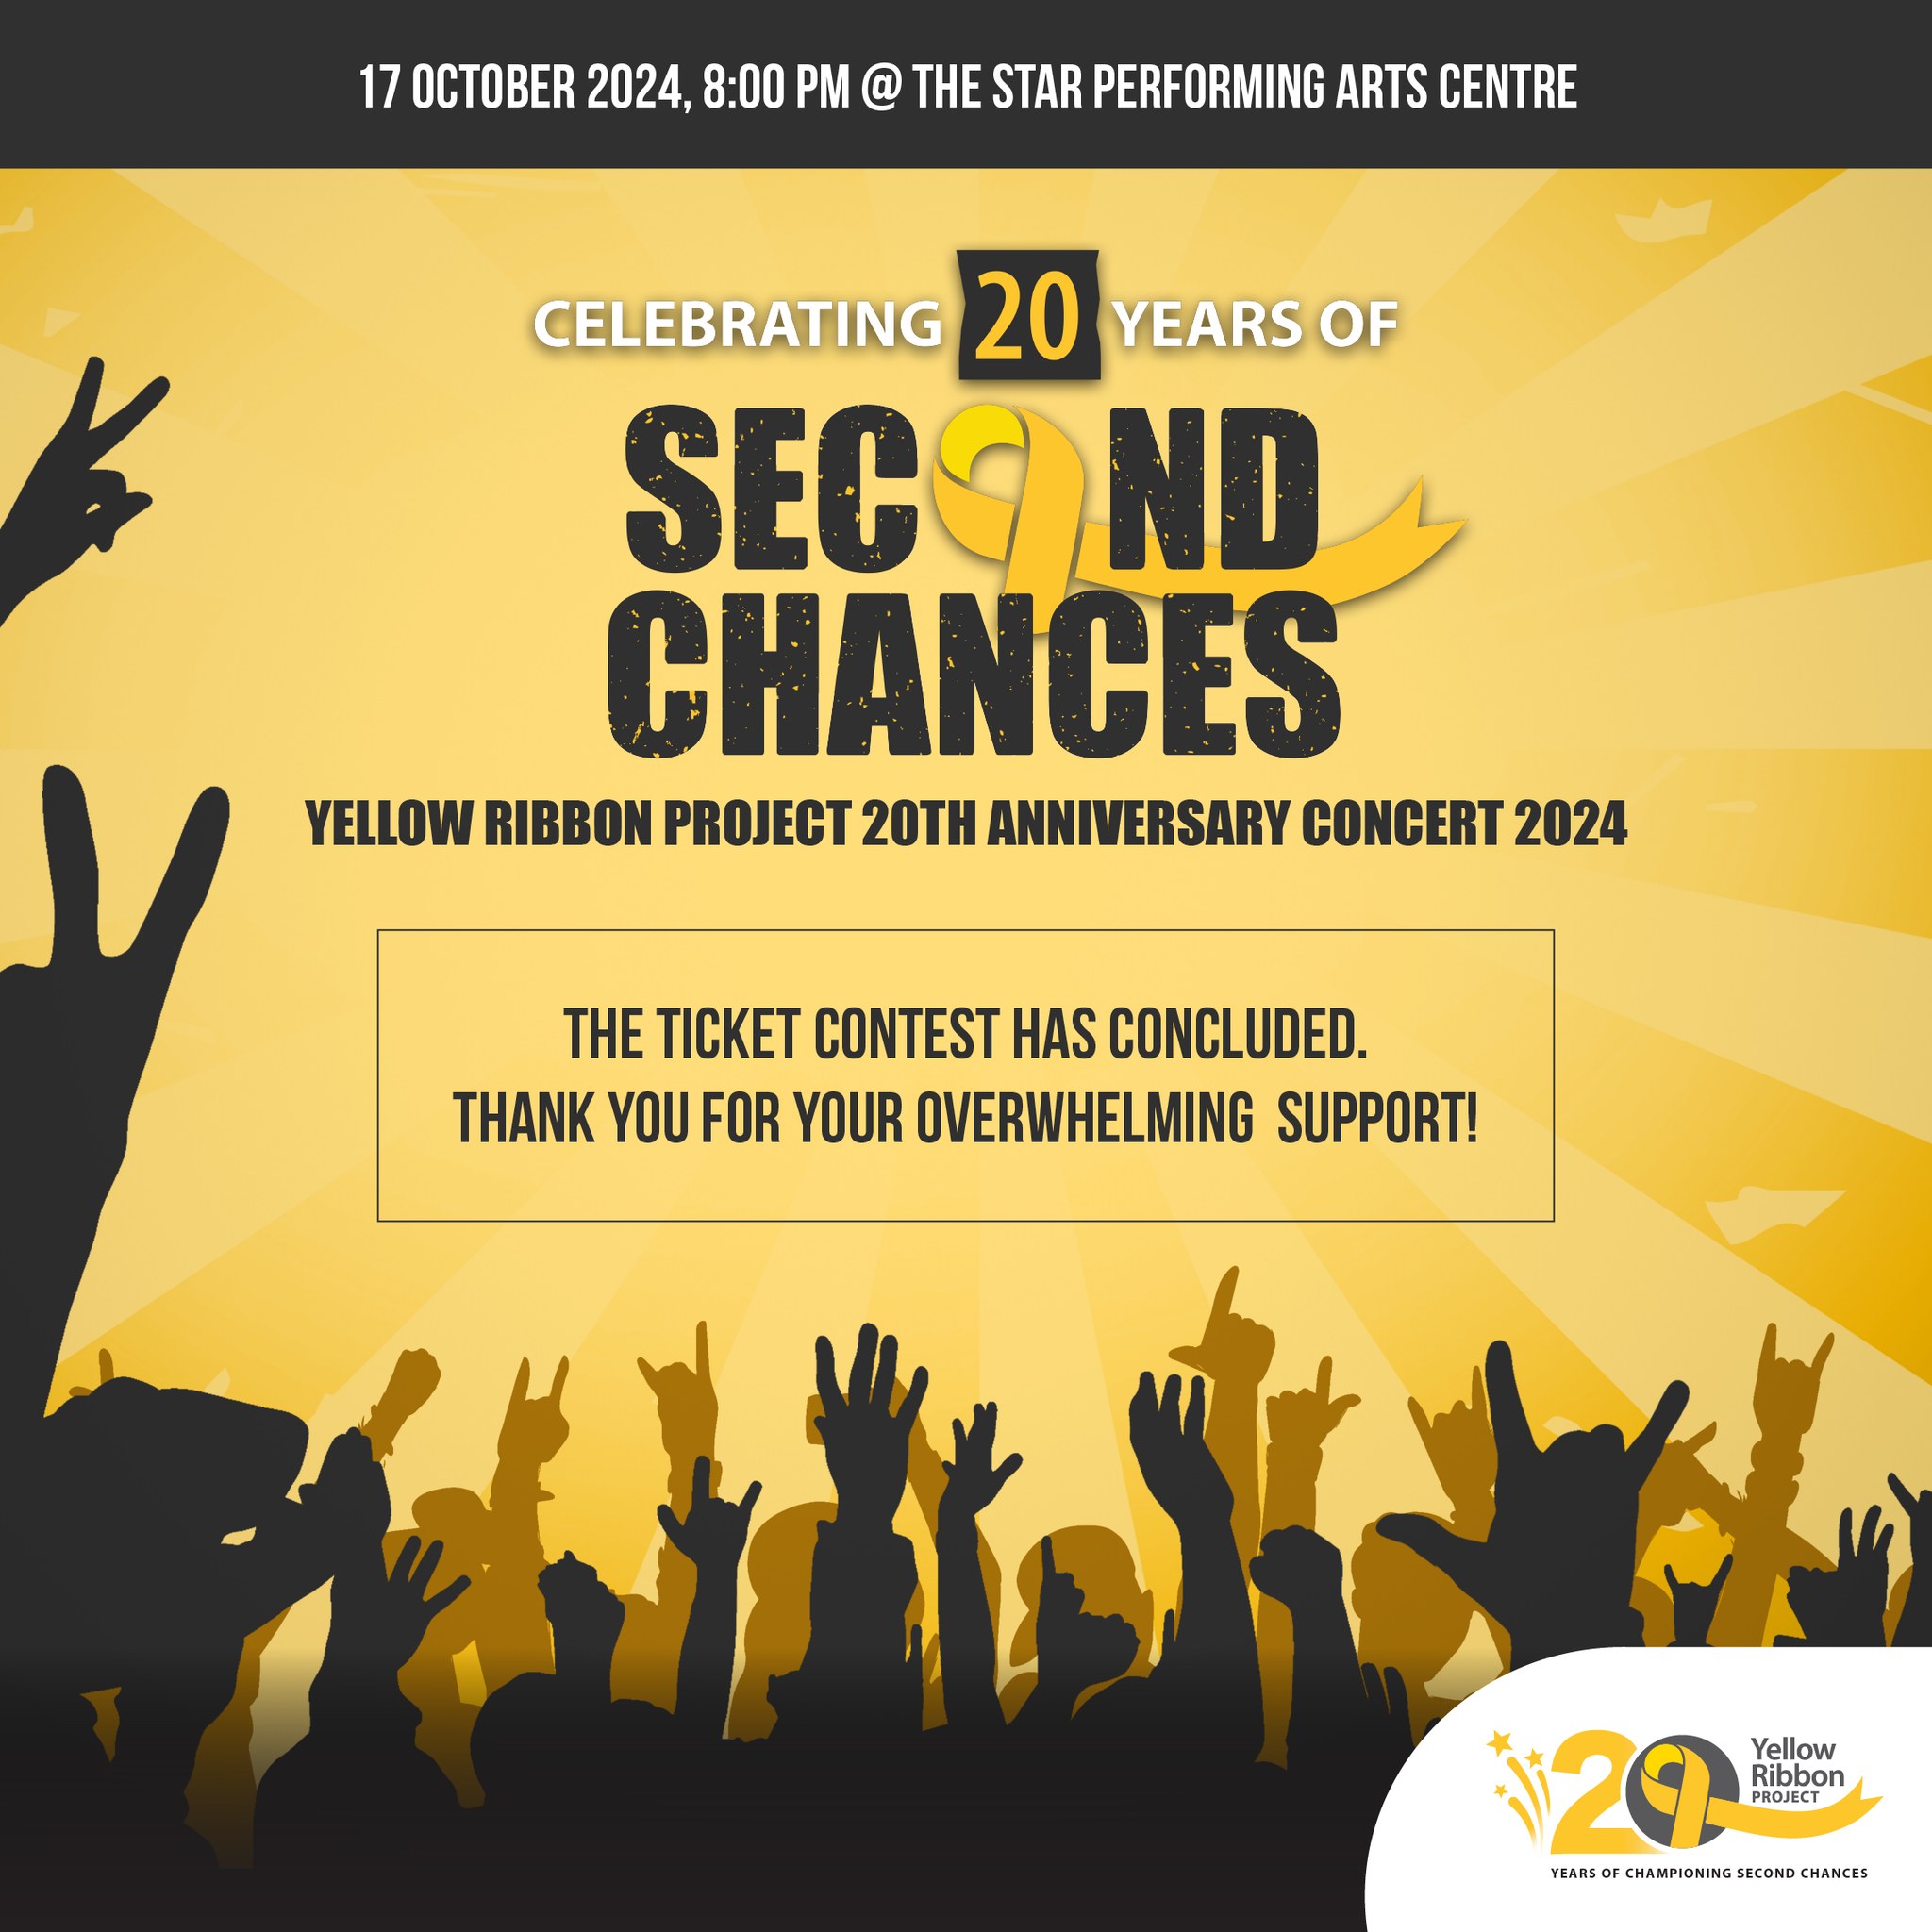 17 OCTOBER 2024, 8:00 PM @ THE STAR PERFORMING ARTS CENTRE
CELEBRATING 20 YEARS OF
SECOND
CHANCES
YELLOW RIBBON PROJECT 20TH ANNIVERSARY CONCERT 2024
THE TICKET CONTEST HAS CONCLUDED.
THANK YOU FOR YOUR OVERWHELMING  SUPPORT!
20
Yellow
Ribbon
PROJECT
YEARS OF CHAMPIONING SECOND CHANCES